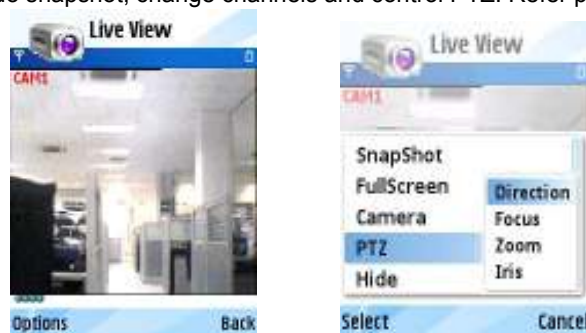 snapshot, change channels and control PTZ. Refer p
Live View
CAM1
Options Back
Live View
CAM1
SnapShot
FullScreen
Camera
PTZ
Hide
Direction
Focus
Zoom
Iris
Select Cancel